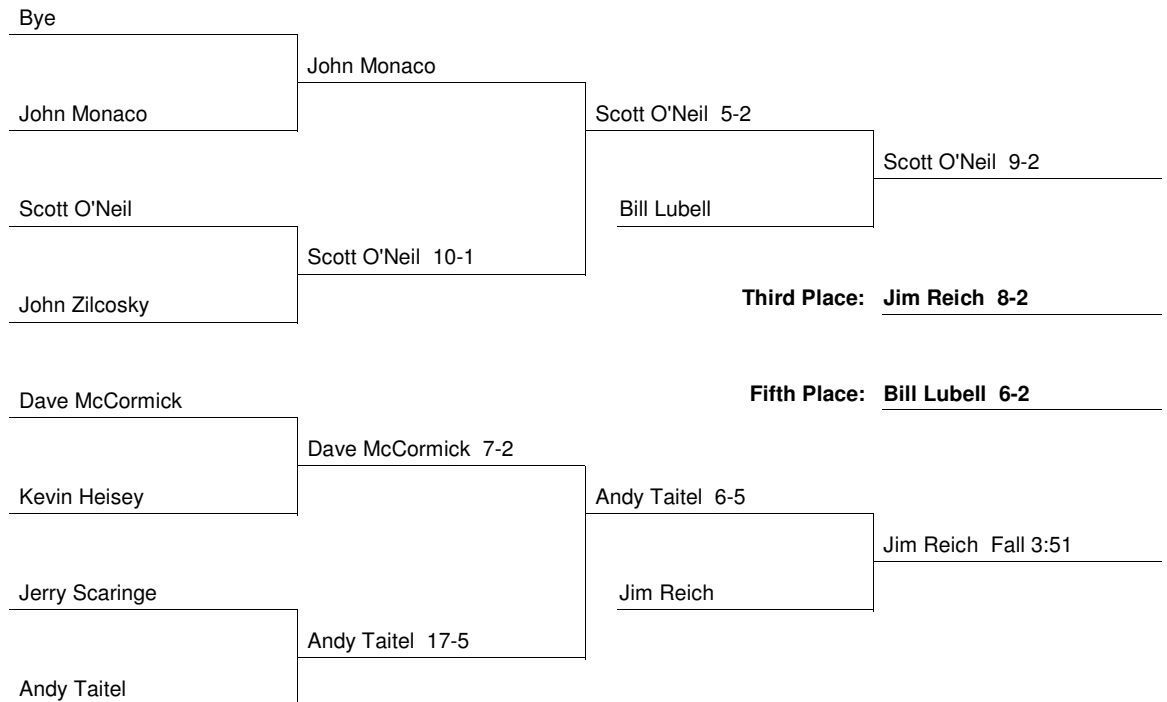 Bye
John Monaco
John Monaco
Scott O'Neil 5-2
Scott O'Neil 9-2
Scott O'Neil
Bill Lubell
Scott O'Neil 10-1
John Zilcosky
Third Place: Jim Reich 8-2
Dave McCormick
Fifth Place: Bill Lubell 6-2
Dave McCormick 7-2
Kevin Heisey
Andy Taitel 6-5
Jim Reich Fall 3:51
Jerry Scaringe
Jim Reich
Andy Taitel 17-5
Andy Taitel